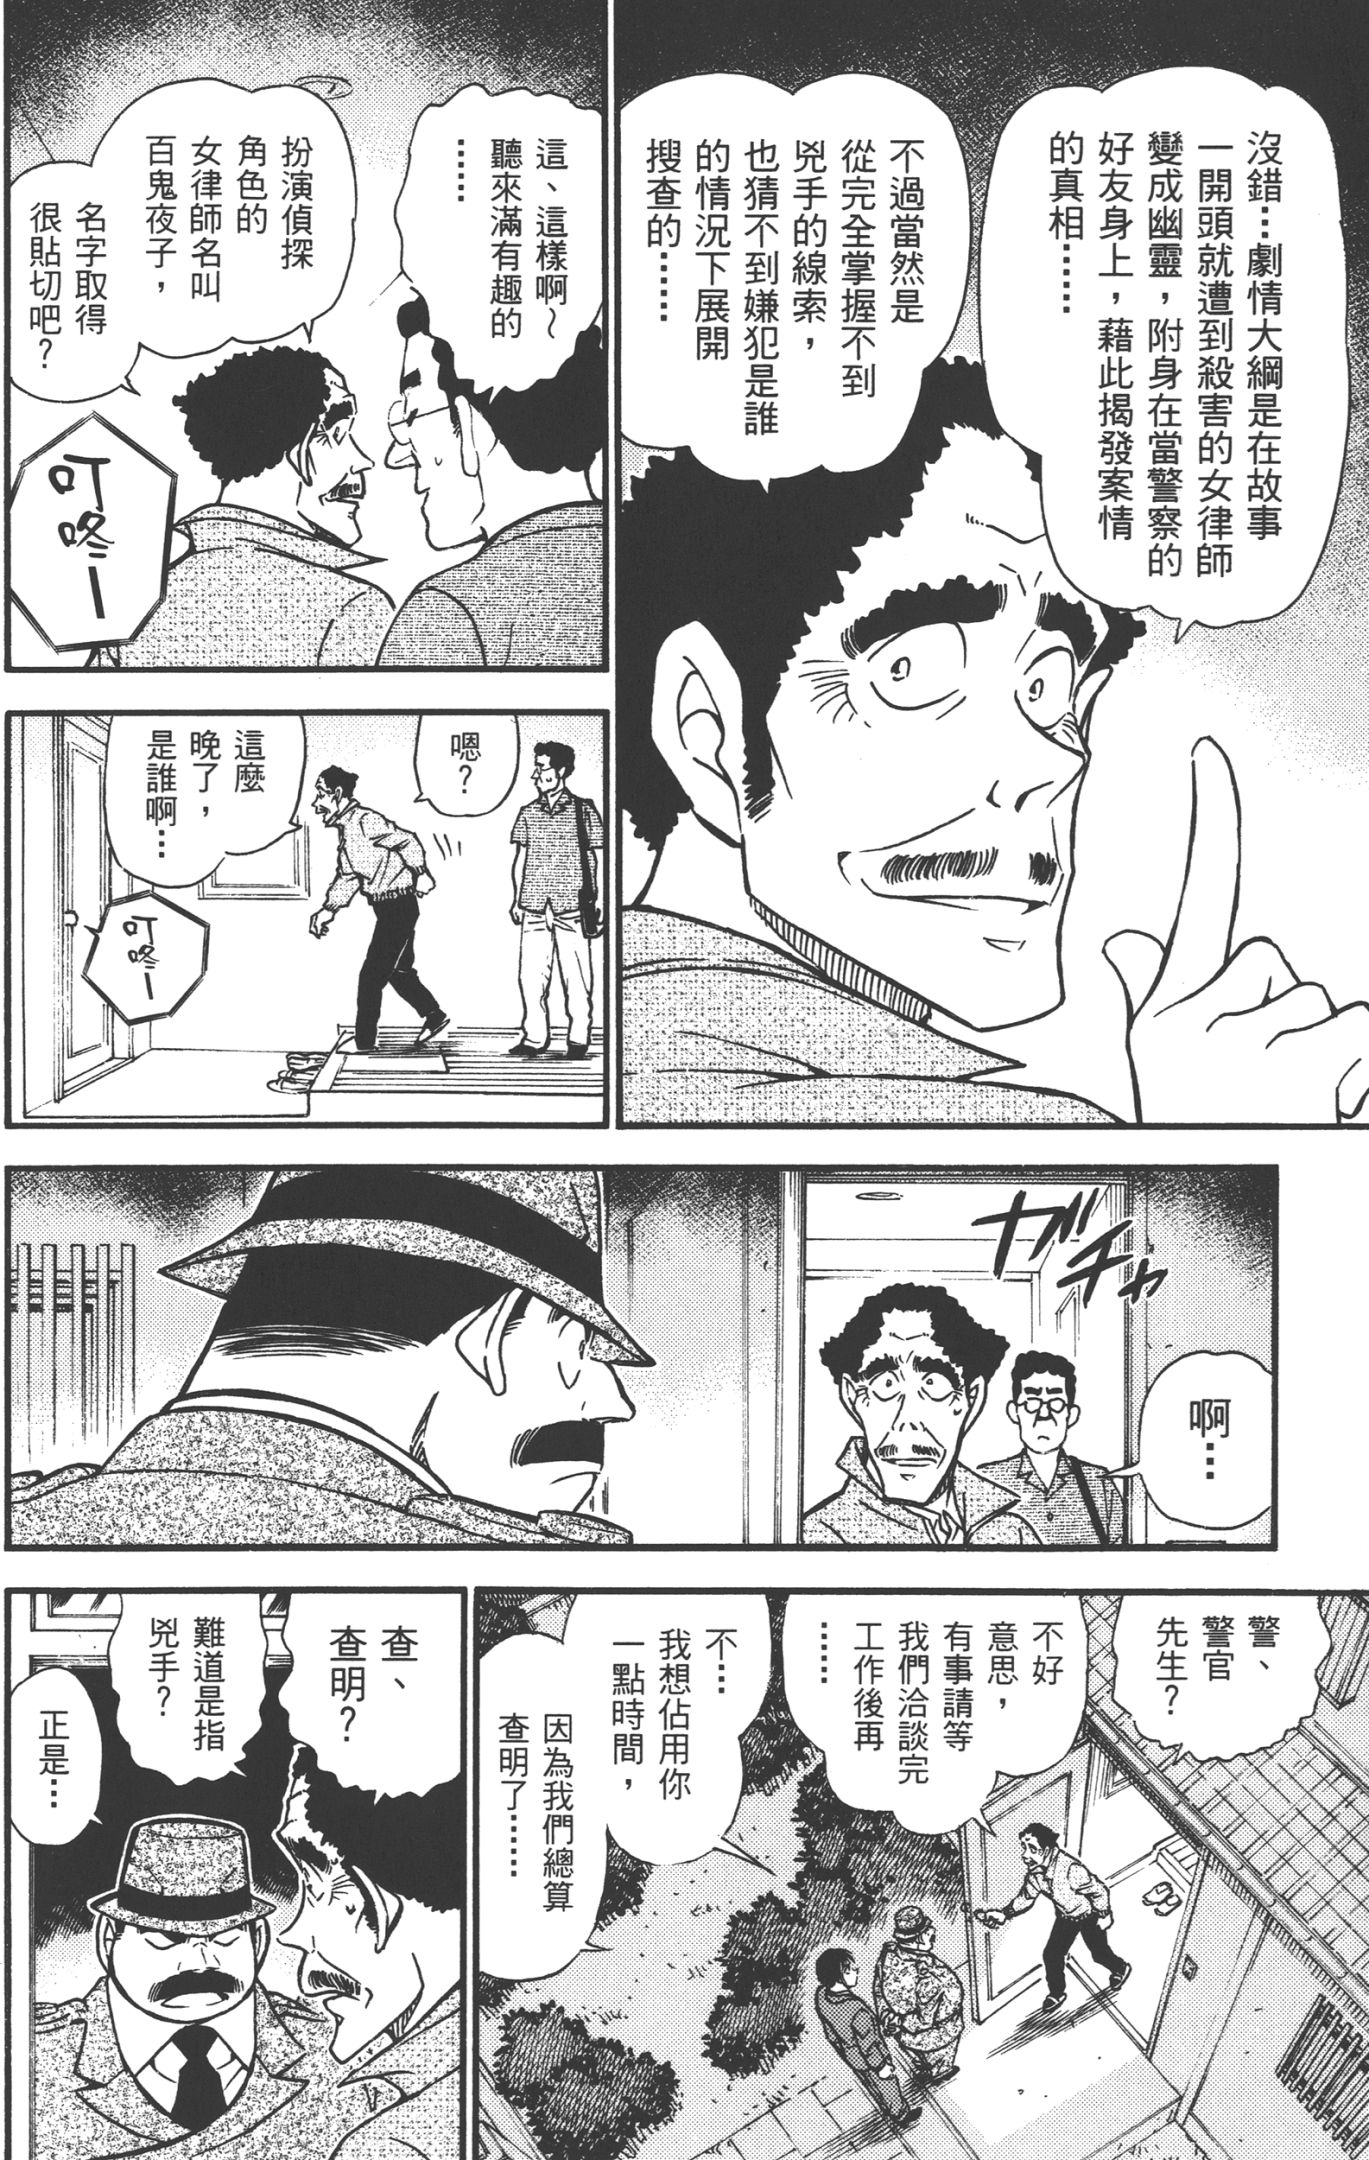 沒錯…劇情大綱是在故事
一開頭就遭到殺害的女律師
變成幽靈，附身在當警察的
好友身上，藉此揭發案情
的真相……
不過當然是
從完全掌握不到
兇手的線索，
也猜不到嫌犯是誰
的情況下展開
搜查的……
這、這樣啊～
聽來滿有趣的
……
扮演偵探
角色的
女律師名叫
百鬼夜子，
名字取得
很貼切吧？
叮咚ー
嗯？
這麼
晚了，
是誰啊…
叮咚ー
ガチャ
啊…
警、
警官
先生？
不好
意思，
有事請等
我們洽談完
工作後再
……
不…
我想佔用你
一點時間，
因為我們總算
查明了……
查、
查明？
難道是指
兇手？
正是…